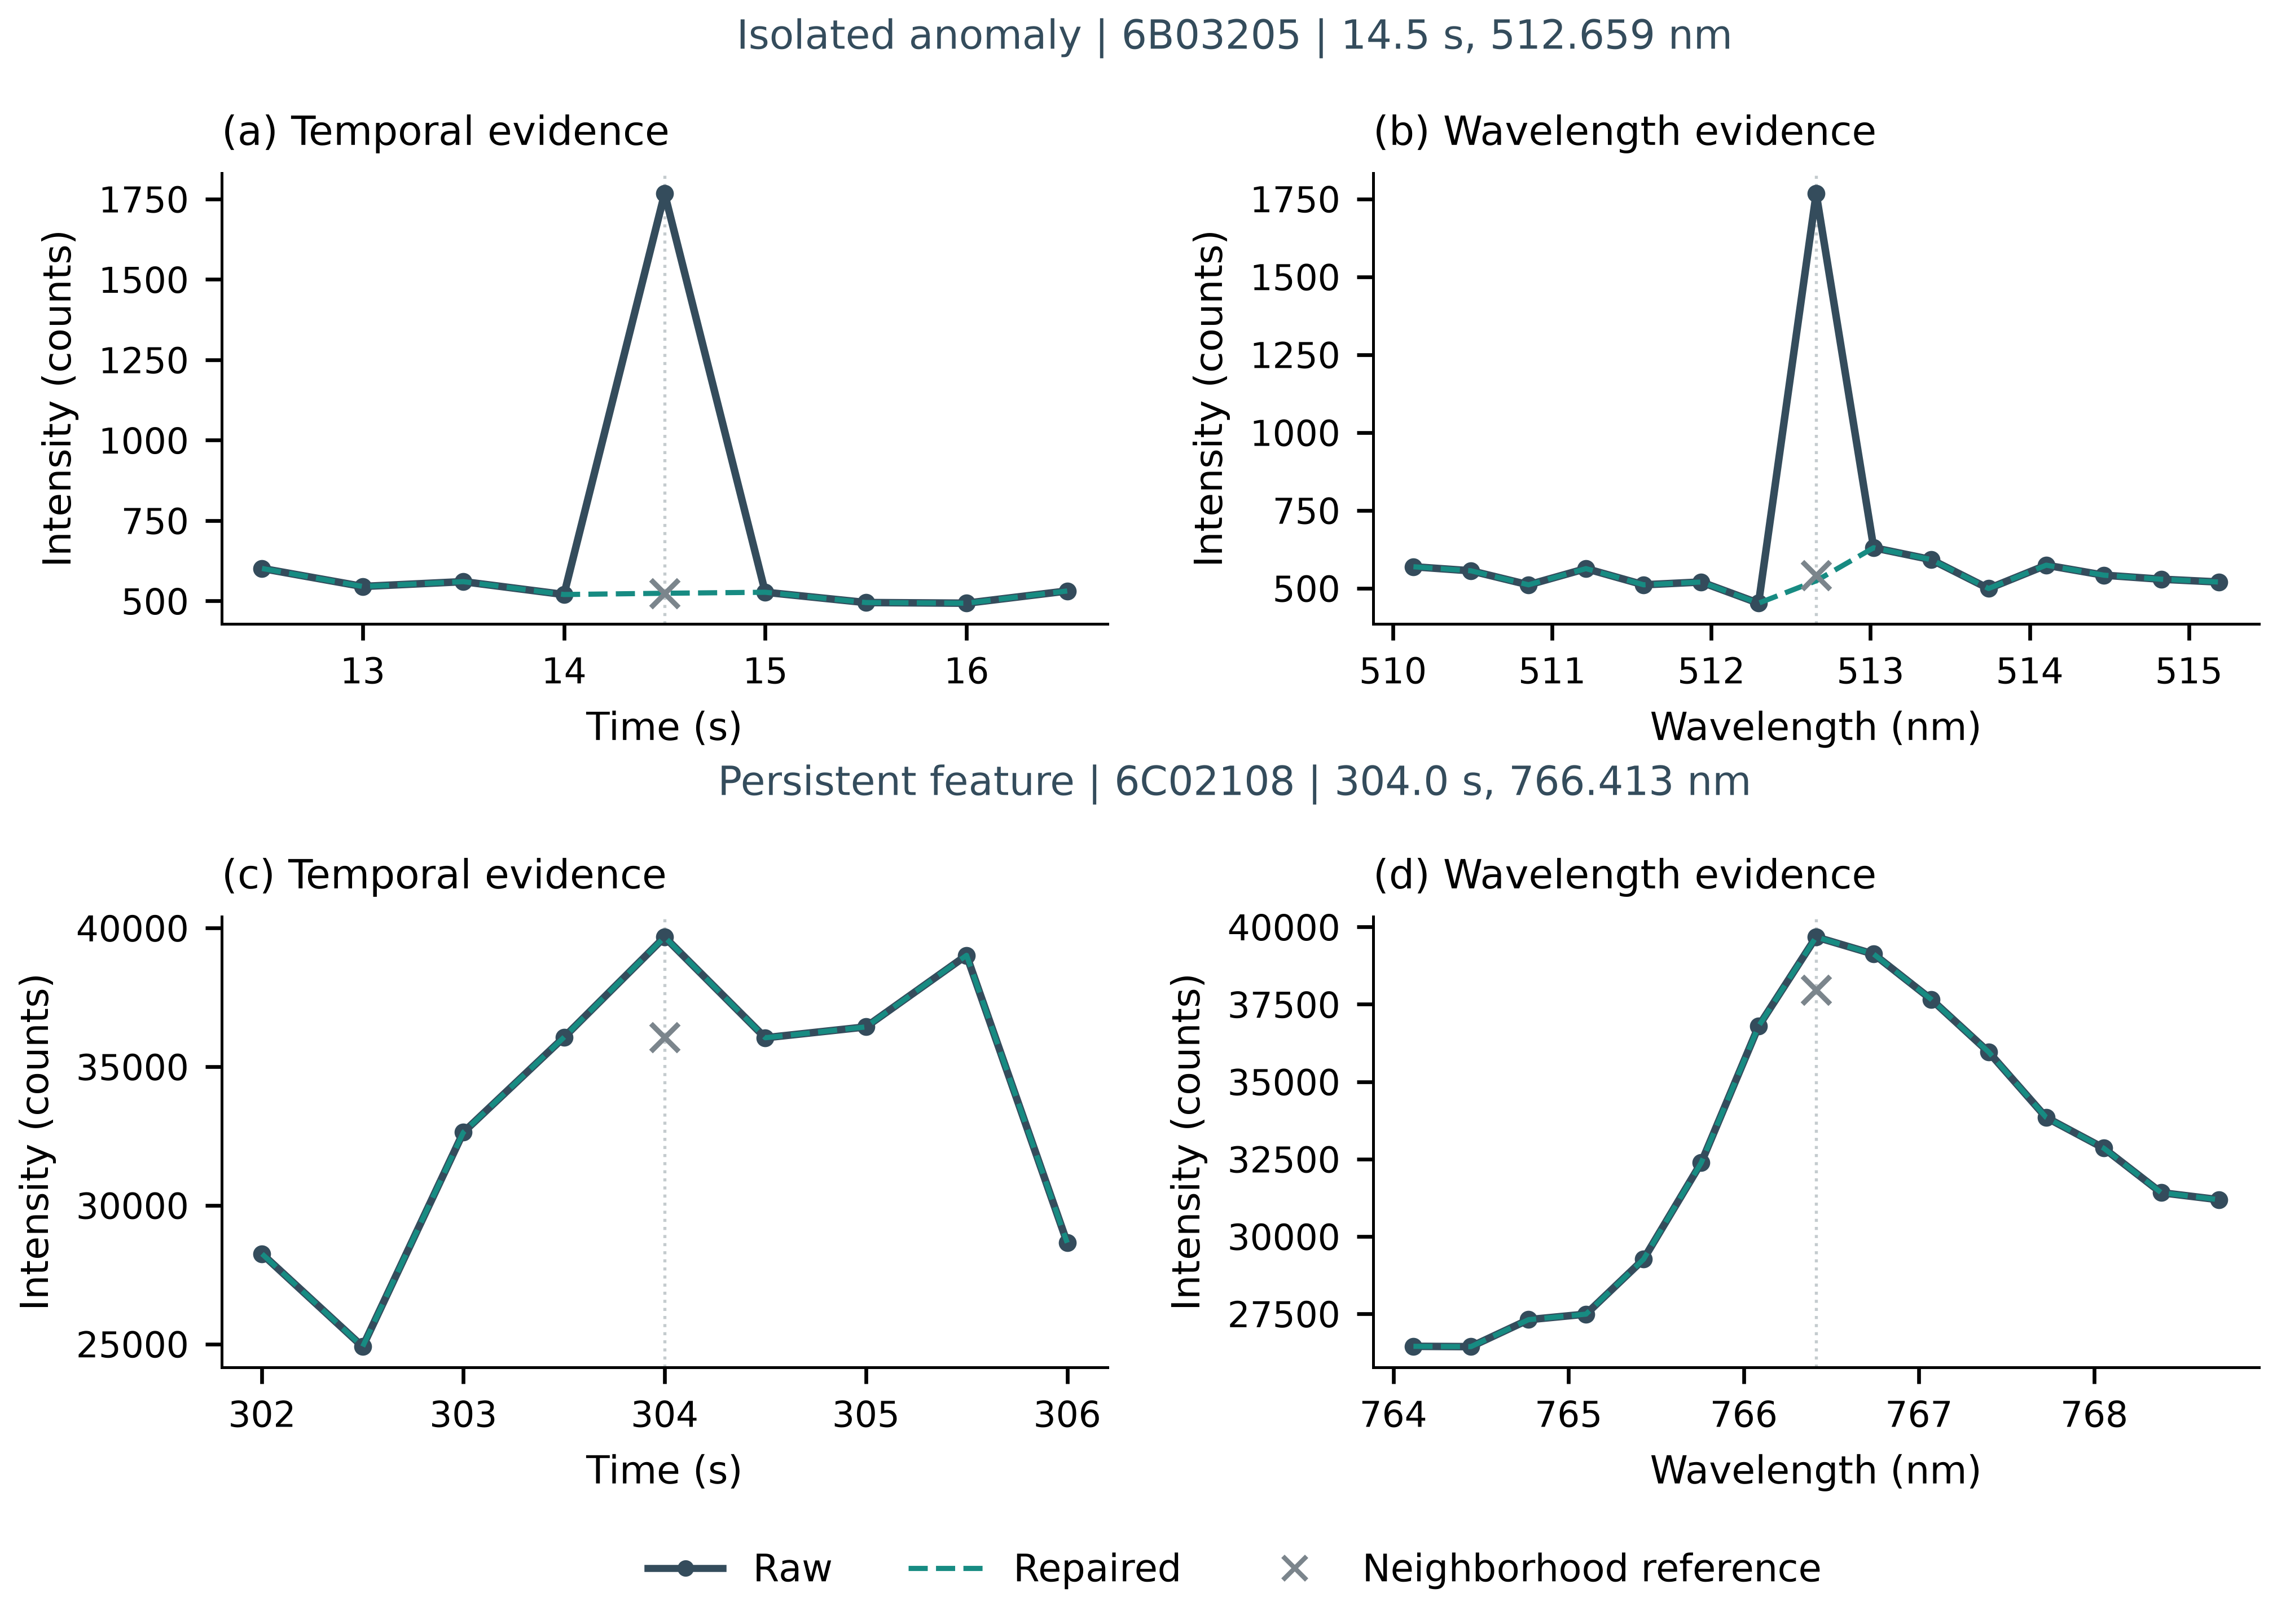 Isolated anomaly | 6B03205 | 14.5 s, 512.659 nm
(a) Temporal evidence
1750
1500
1250
1000
750
500
Intensity (counts)
13 14 15 16
Time (s)
(b) Wavelength evidence
1750
1500
1250
1000
750
500
Intensity (counts)
510 511 512 513 514 515
Wavelength (nm)
Persistent feature | 6C02108 | 304.0 s, 766.413 nm
(c) Temporal evidence
40000
35000
30000
25000
Intensity (counts)
302 303 304 305 306
Time (s)
(d) Wavelength evidence
40000
37500
35000
32500
30000
27500
Intensity (counts)
764 765 766 767 768
Wavelength (nm)
Raw Repaired Neighborhood reference